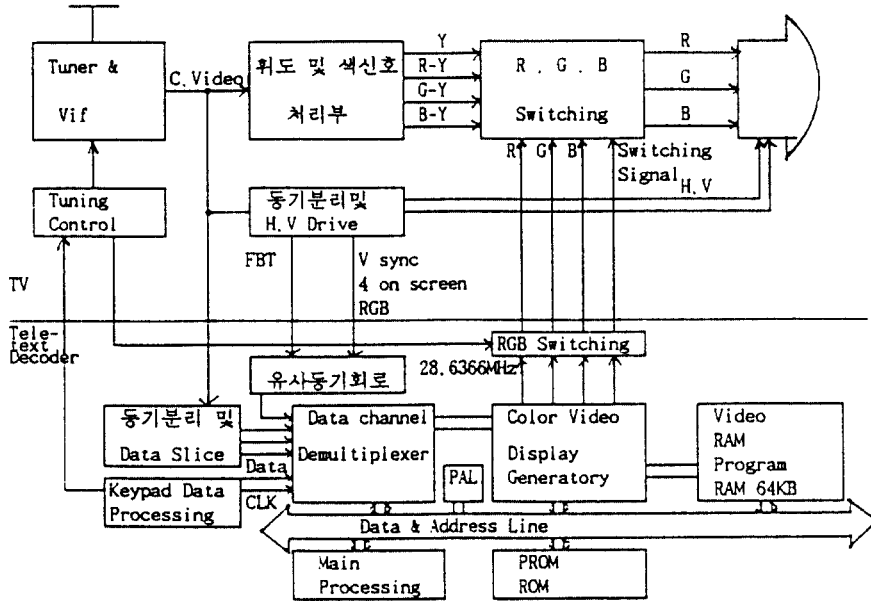 Tuner &
Vif
C.Video
휘도 및 색신호
처리부
Y
R-Y
G-Y
B-Y
R . G . B
Switching
R
G
B
R G B
Switching
Signal
H.V
Tuning
Control
동기분리및
H.V Drive
FBT
V sync
4 on screen
RGB
TV
Tele-
text
Decoder
RGB Switching
유사동기회로
28.6366MHz
동기분리 및
Data Slice
Data channel
Demultiplexer
Color Video
Display
Generatory
Video
RAM
Program
RAM 64KB
Data
CLK
PAL
Keypad Data
Processing
Data & Address Line
Main
Processing
PROM
ROM